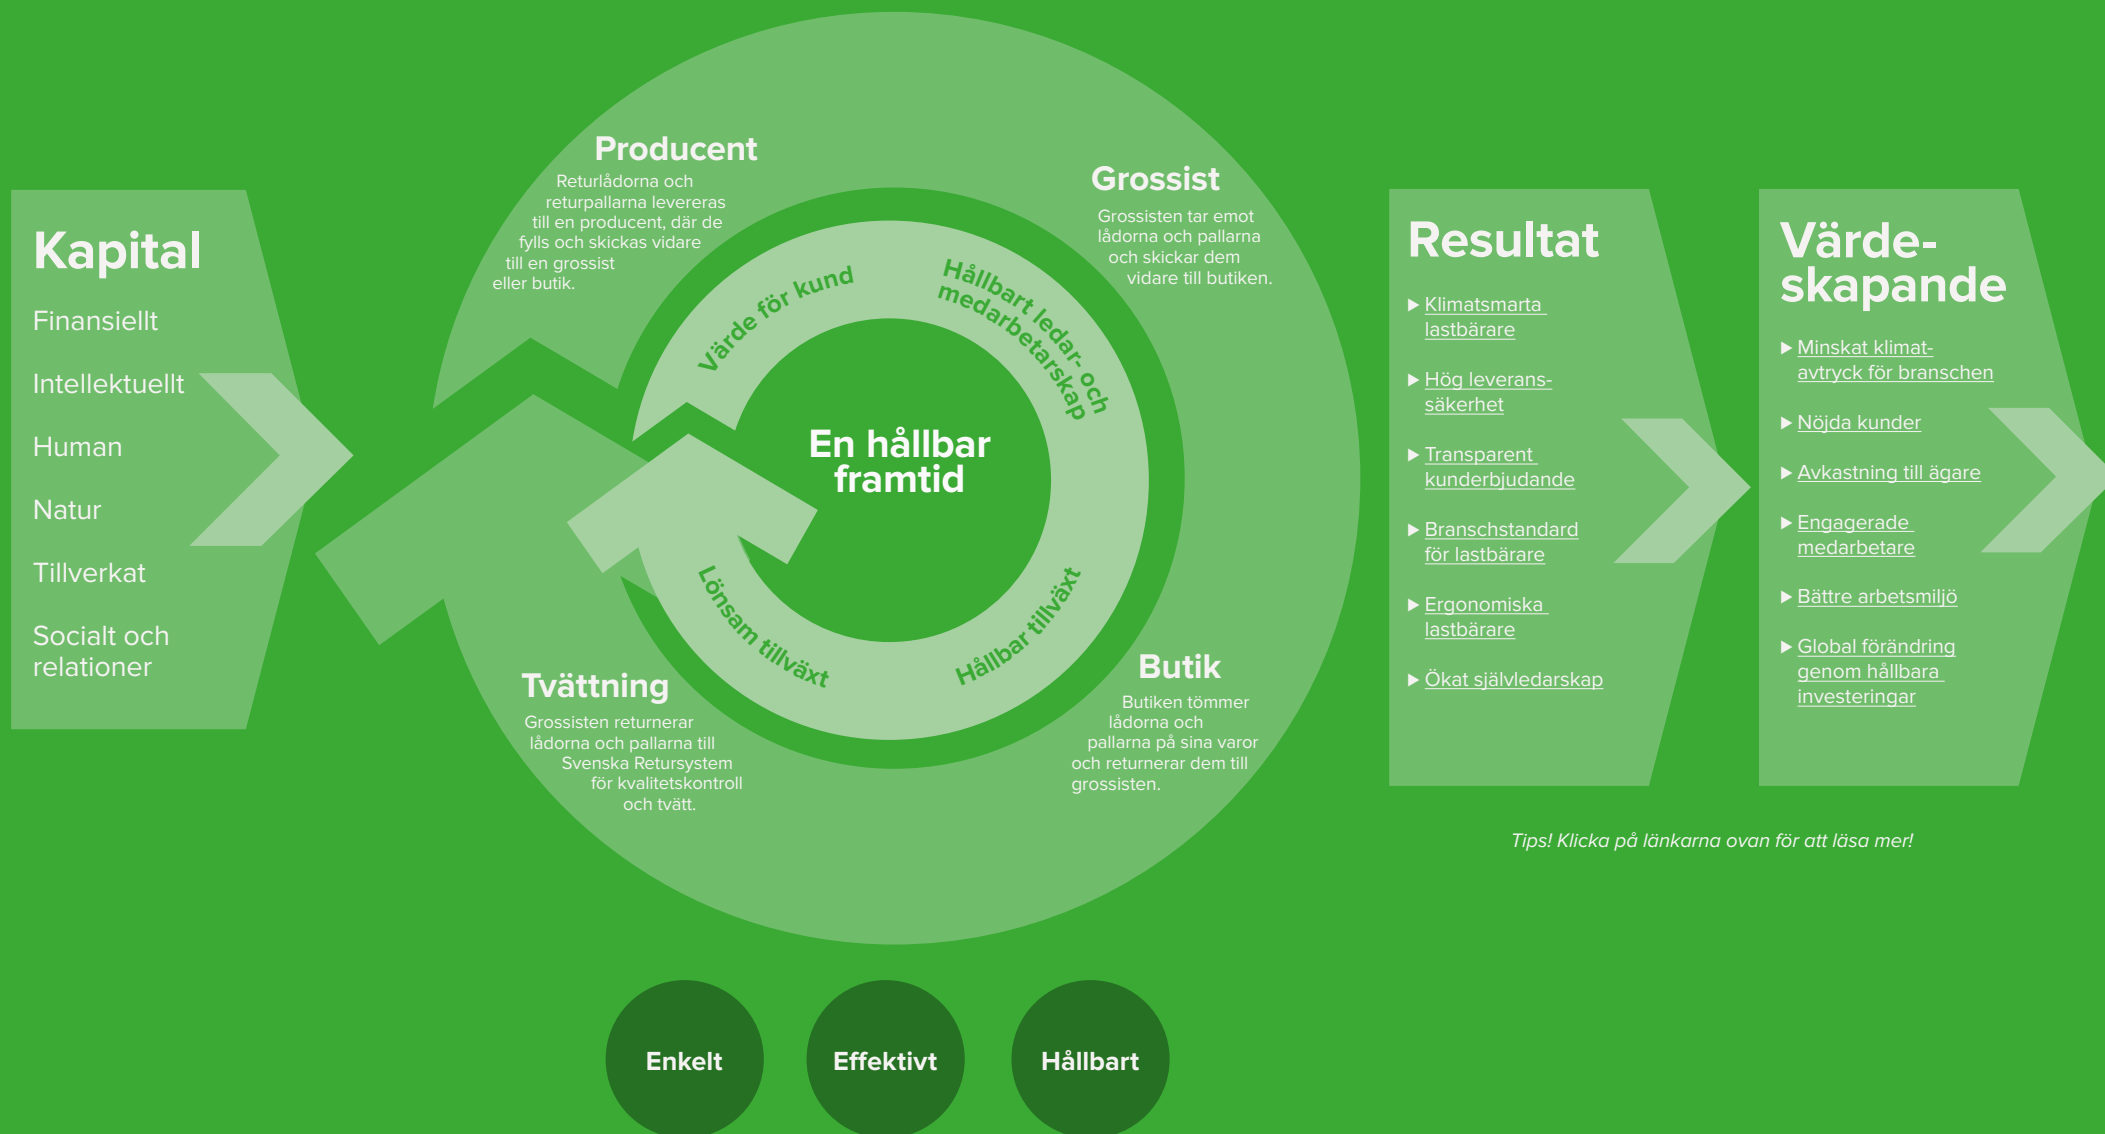 Kapital
Finansiellt
Intellektuellt
Human
Natur
Tillverkat
Socialt och
relationer
Producent
Returlådorna och
returpallarna levereras
till en producent, där de
fylls och skickas vidare
till en grossist
eller butik.
Grossist
Grossisten tar emot
lådorna och pallarna
och skickar dem
vidare till butiken.
Butik
Butiken tömmer
lådorna och
pallarna på sina varor
och returnerar dem till
grossisten.
Tvättning
Grossisten returnerar
lådorna och pallarna till
Svenska Retursystem
för kvalitetskontroll
och tvätt.
Värde för kund
Hållbart ledar- och
medarbetarskap
Hållbar tillväxt
Lönsam tillväxt
En hållbar
framtid
Resultat
▶ Klimatsmarta
lastbärare
▶ Hög leverans-
säkerhet
▶ Transparent
kunderbjudande
▶ Branschstandard
för lastbärare
▶ Ergonomiska
lastbärare
▶ Ökat självledarskap
Värde-
skapande
▶ Minskat klimat-
avtryck för branschen
▶ Nöjda kunder
▶ Avkastning till ägare
▶ Engagerade
medarbetare
▶ Bättre arbetsmiljö
▶ Global förändring
genom hållbara
investeringar
Tips! Klicka på länkarna ovan för att läsa mer!
Enkelt
Effektivt
Hållbart